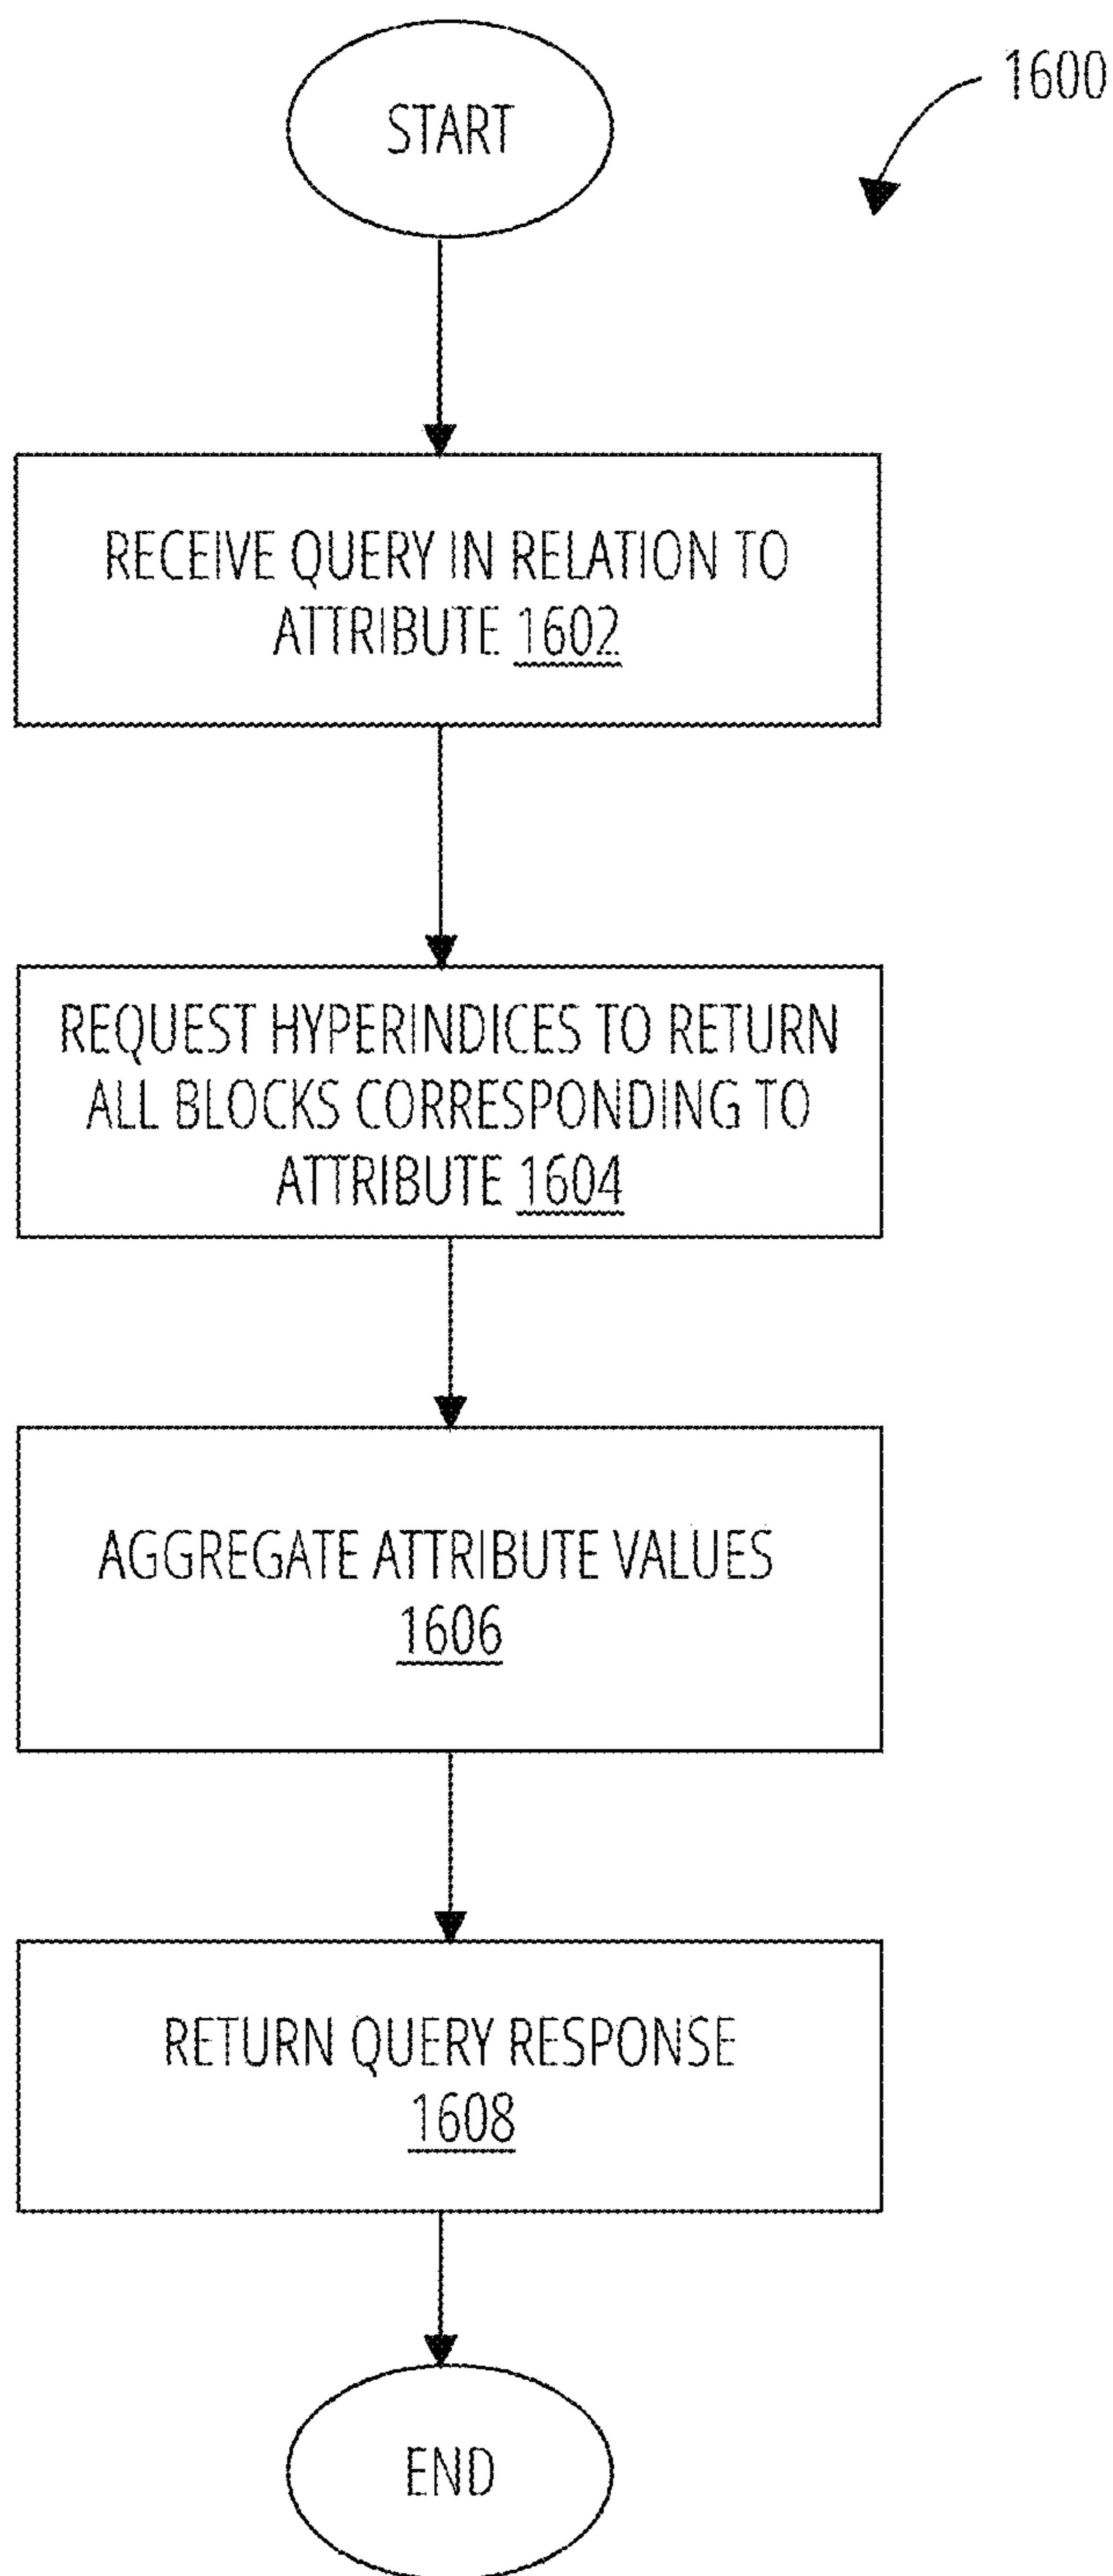 START
1600
RECEIVE QUERY IN RELATION TO
ATTRIBUTE 1602
REQUEST HYPERINDICES TO RETURN
ALL BLOCKS CORRESPONDING TO
ATTRIBUTE 1604
AGGREGATE ATTRIBUTE VALUES
1606
RETURN QUERY RESPONSE
1608
END